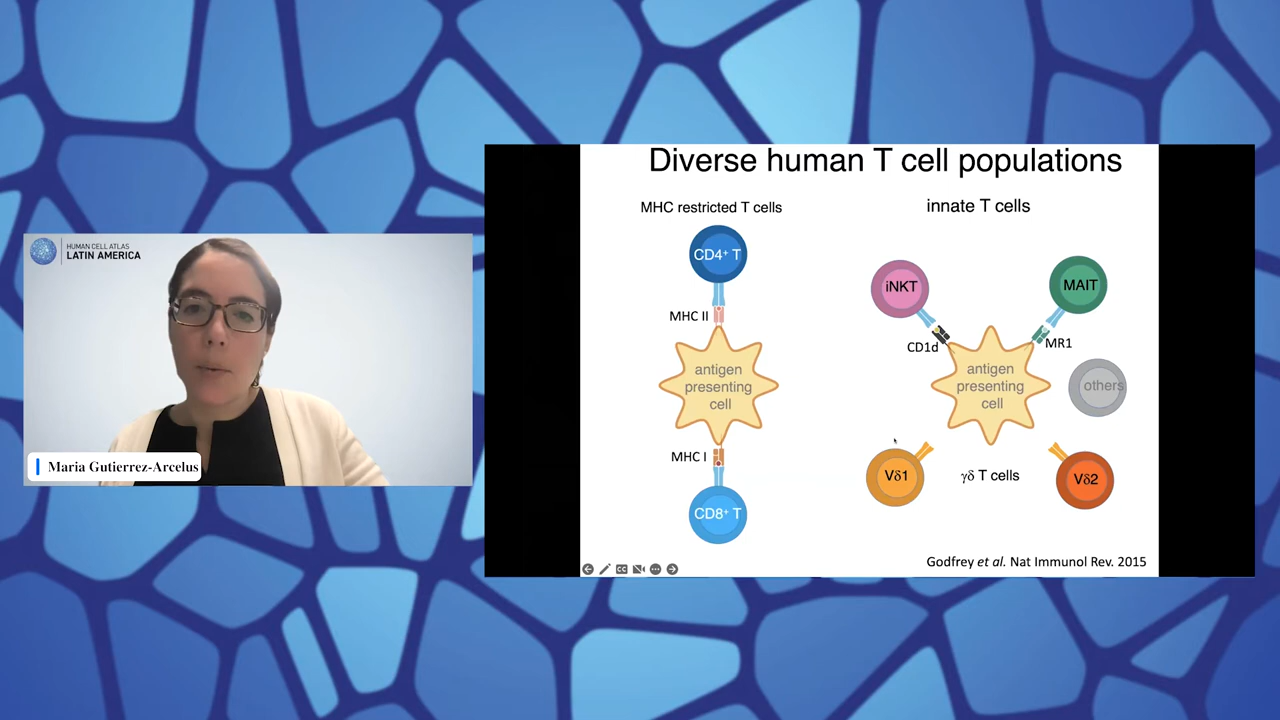 HUMAN CELL ATLAS
LATIN AMERICA
Maria Gutierrez-Arcelus
Diverse human T cell populations
MHC restricted T cells
CD4⁺ T
MHC II
antigen
presenting
cell
MHC I
CD8⁺ T
innate T cells
iNKT
MAIT
CD1d
MR1
antigen
presenting
cell
others
Vδ1
γδ T cells
Vδ2
Godfrey et al. Nat Immunol Rev. 2015
CC